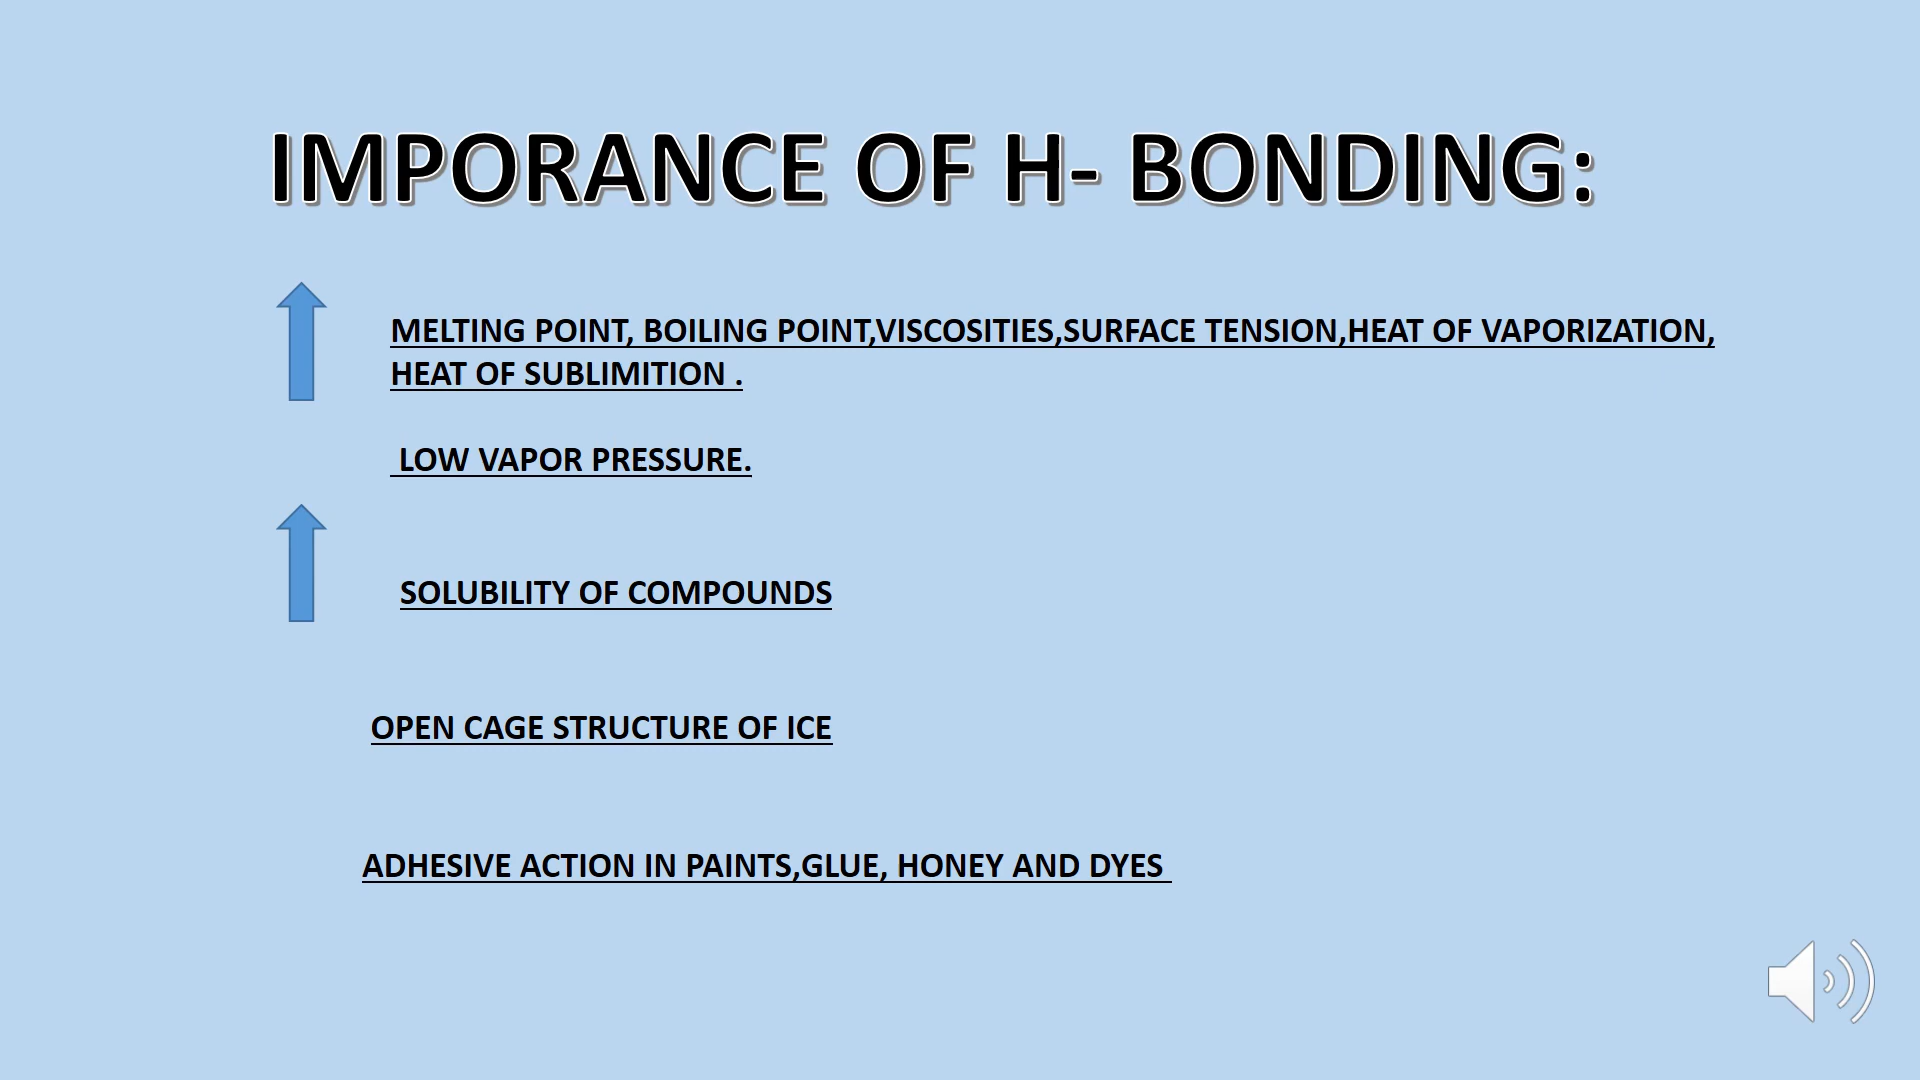 IMPORANCE OF H- BONDING:
MELTING POINT, BOILING POINT,VISCOSITIES,SURFACE TENSION,HEAT OF VAPORIZATION,
HEAT OF SUBLIMITION .
LOW VAPOR PRESSURE.
SOLUBILITY OF COMPOUNDS
OPEN CAGE STRUCTURE OF ICE
ADHESIVE ACTION IN PAINTS,GLUE, HONEY AND DYES